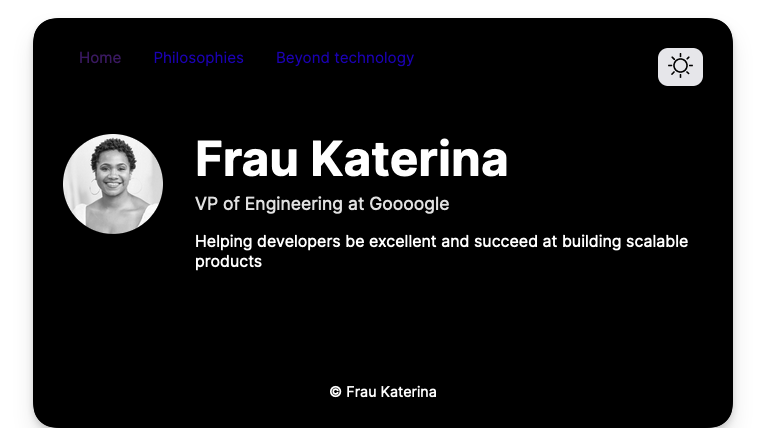 Home Philosophies Beyond technology
Frau Katerina
VP of Engineering at Goooogle
Helping developers be excellent and succeed at building scalable
products
© Frau Katerina